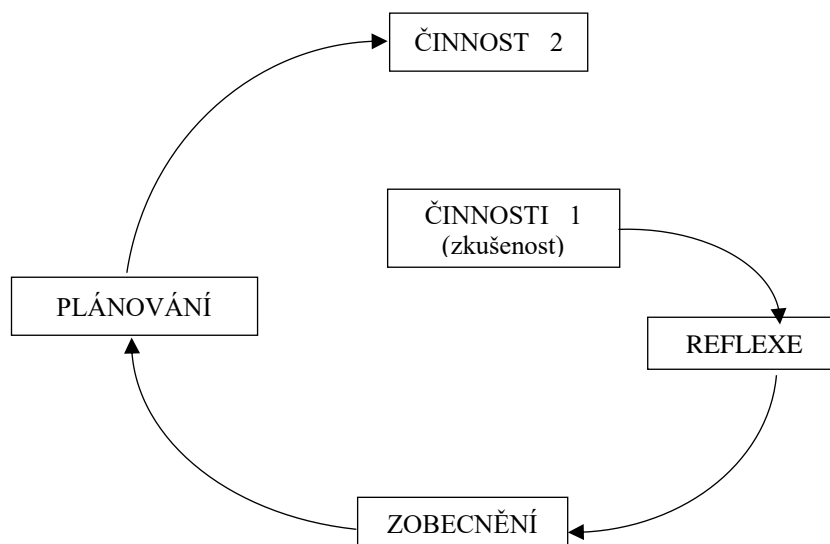 ČINNOST 2
ČINNOSTI 1
(zkušenost)
PLÁNOVÁNÍ
REFLEXE
ZOBECNĚNÍ